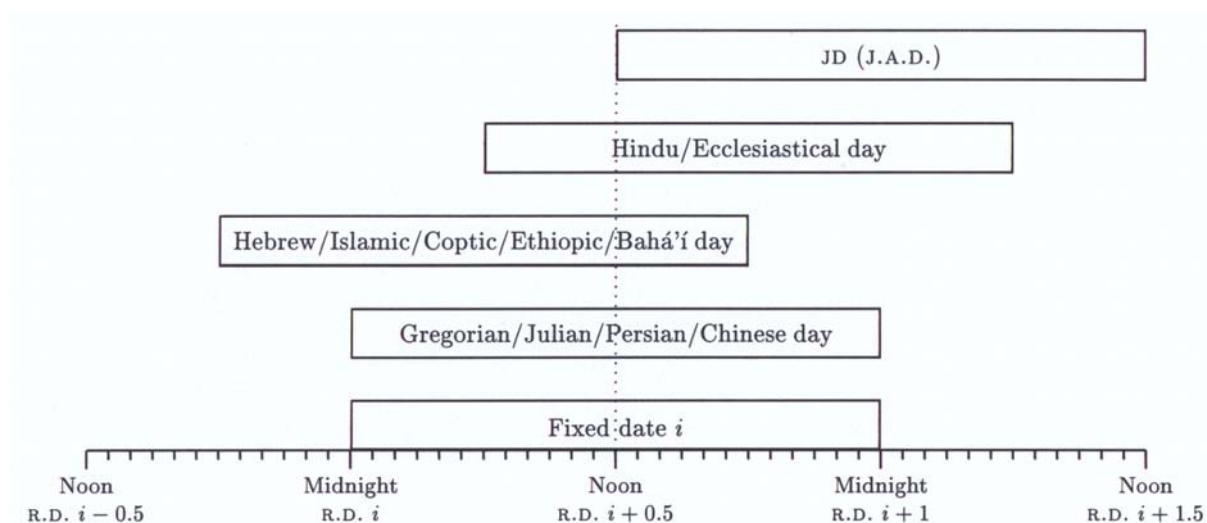 JD (J.A.D.)
Hindu/Ecclesiastical day
Hebrew/Islamic/Coptic/Ethiopic/Bahá'í day
Gregorian/Julian/Persian/Chinese day
Fixed date i
Noon Midnight Noon Midnight Noon
R.D. i − 0.5 R.D. i R.D. i + 0.5 R.D. i + 1 R.D. i + 1.5